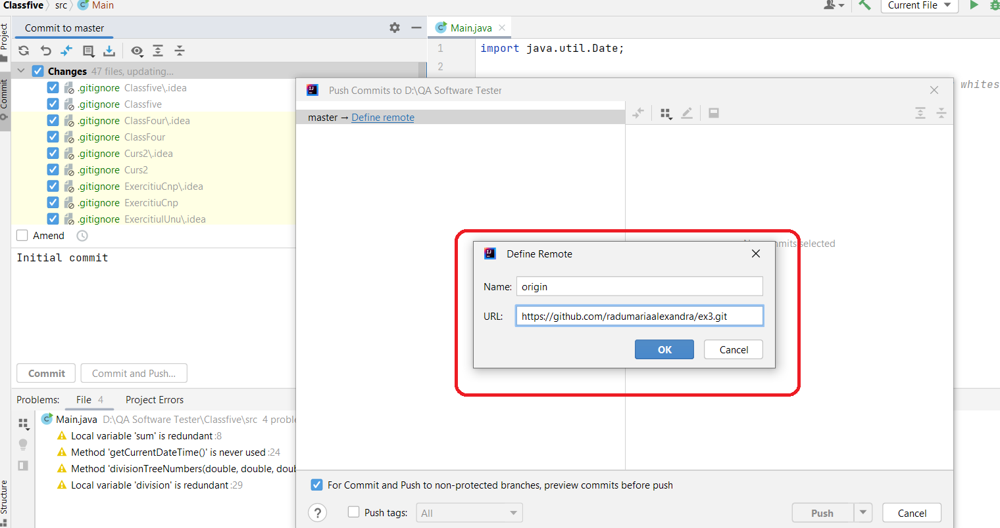 Classfive src Main
Current File
Project
Commit
Structure
Commit to master
Main.java
1 import java.util.Date;
2
whites
Changes 47 files, updating...
.gitignore Classfive\.idea
.gitignore Classfive
.gitignore ClassFour\.idea
.gitignore ClassFour
.gitignore Curs2\.idea
.gitignore Curs2
.gitignore ExercitiuCnp\.idea
.gitignore ExercitiuCnp
.gitignore ExercitiulUnu\.idea
Amend
Initial commit
Commit Commit and Push...
Problems: File 4 Project Errors
Main.java D:\QA Software Tester\Classfive\src 4 proble
Local variable 'sum' is redundant :8
Method 'getCurrentDateTime()' is never used :24
Method 'divisionTreeNumbers(double, double, doub
Local variable 'division' is redundant :29
Push Commits to D:\QA Software Tester
master → Define remote
selected
Define Remote
Name: origin
URL: https://github.com/radumariaalexandra/ex3.git
OK Cancel
For Commit and Push to non-protected branches, preview commits before push
? Push tags: All
Push Cancel